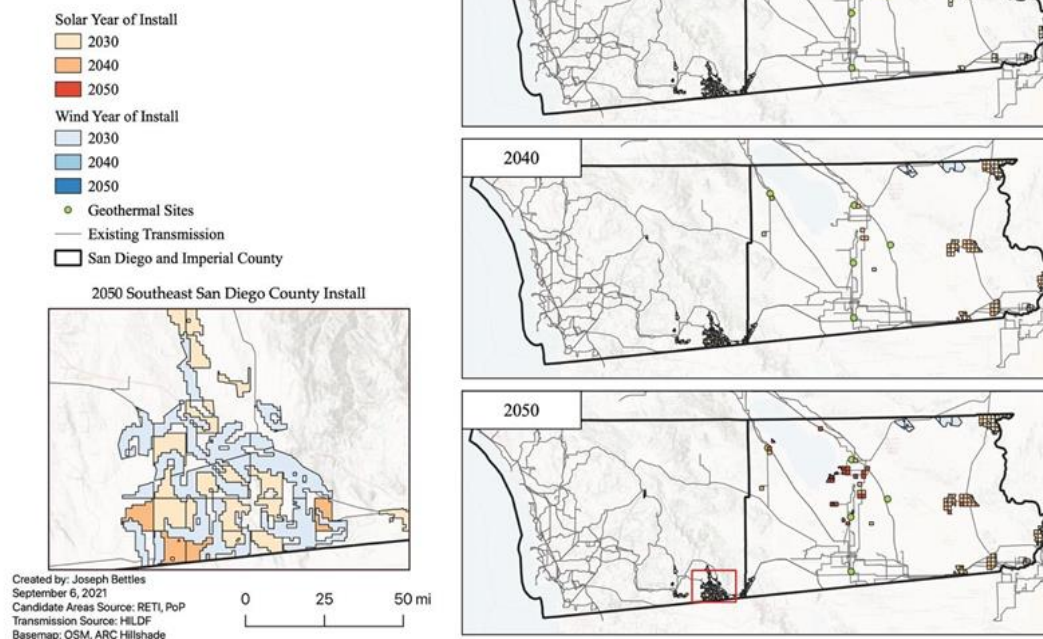 Solar Year of Install
2030
2040
2050
Wind Year of Install
2030
2040
2050
Geothermal Sites
Existing Transmission
San Diego and Imperial County
2050 Southeast San Diego County Install
Created by: Joseph Bettles
September 6, 2021
Candidate Areas Source: RETI, PoP
Transmission Source: HILDF
Basemap: OSM, ARC Hillshade
0 25 50 mi
2040
2050